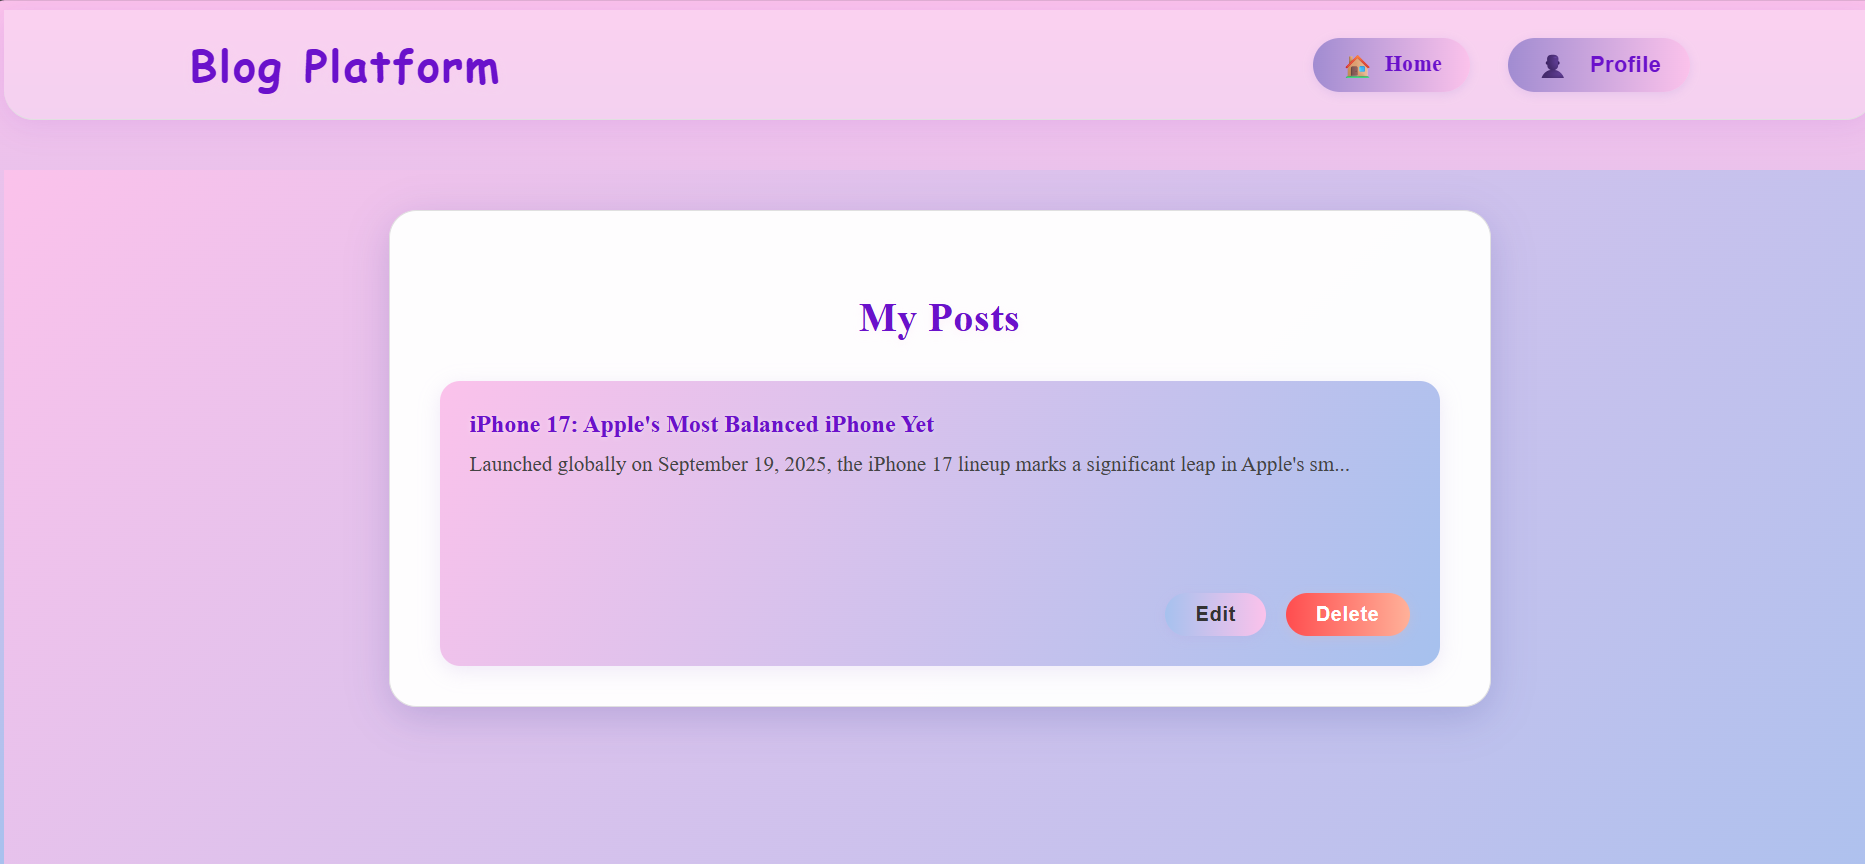 Blog Platform
🏠 Home
👤 Profile
My Posts
iPhone 17: Apple's Most Balanced iPhone Yet
Launched globally on September 19, 2025, the iPhone 17 lineup marks a significant leap in Apple's sm...
Edit
Delete